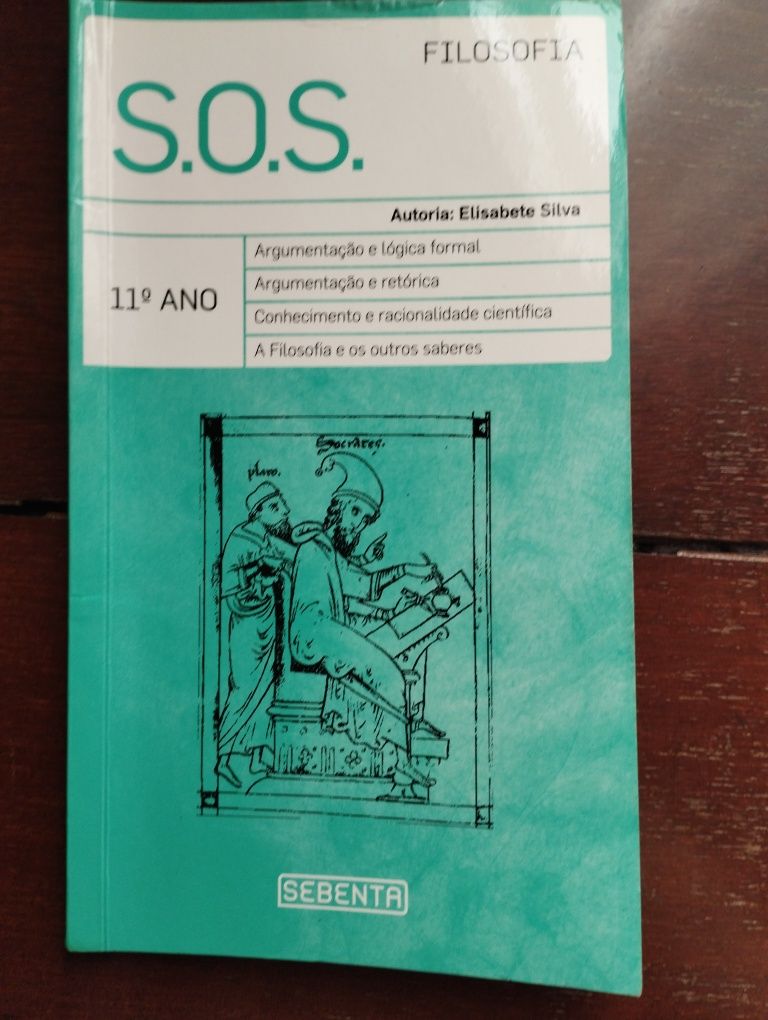 FILOSOFIA
S.O.S.
Autoria: Elisabete Silva
11º ANO
Argumentação e lógica formal
Argumentação e retórica
Conhecimento e racionalidade científica
A Filosofia e os outros saberes
Socrates.
plato.
SEBENTA